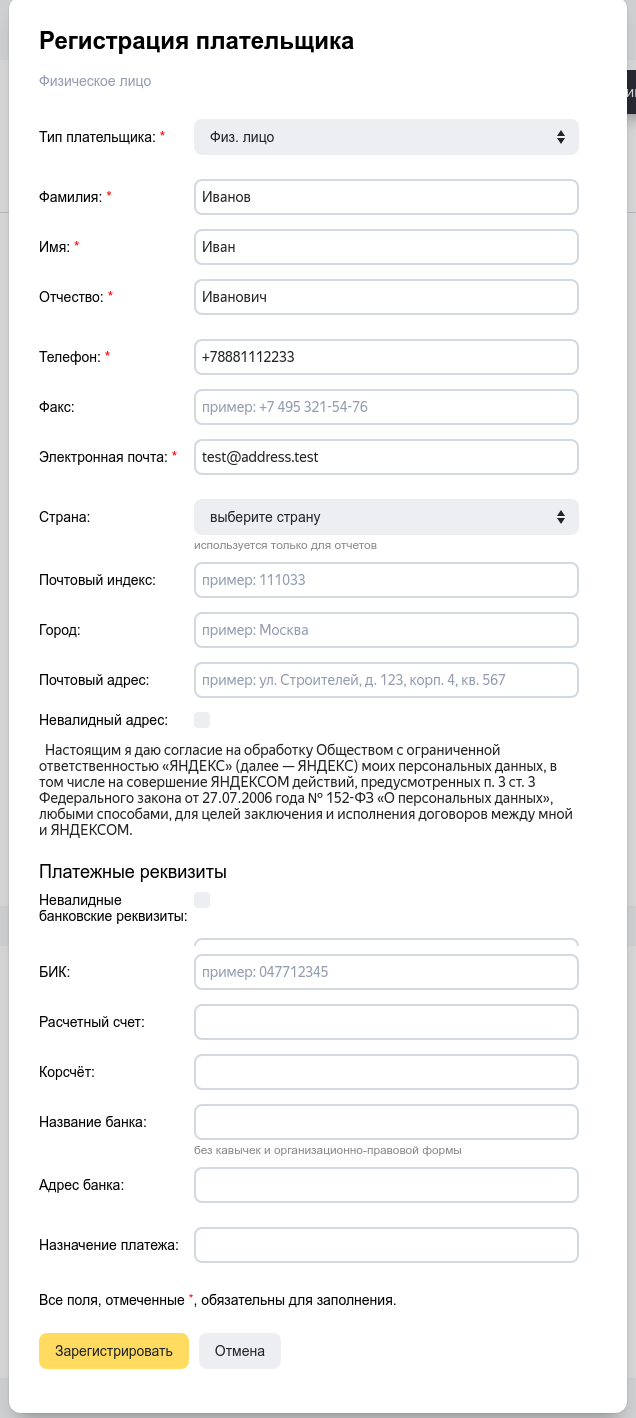 Регистрация плательщика
Физическое лицо
Тип плательщика: * Физ. лицо
Фамилия: * Иванов
Имя: * Иван
Отчество: * Иванович
Телефон: * +78881112233
Факс: пример: +7 495 321-54-76
Электронная почта: * test@address.test
Страна: выберите страну
используется только для отчетов
Почтовый индекс: пример: 111033
Город: пример: Москва
Почтовый адрес: пример: ул. Строителей, д. 123, корп. 4, кв. 567
Невалидный адрес:
Настоящим я даю согласие на обработку Обществом с ограниченной
ответственностью «ЯНДЕКС» (далее — ЯНДЕКС) моих персональных данных, в
том числе на совершение ЯНДЕКСОМ действий, предусмотренных п. 3 ст. 3
Федерального закона от 27.07.2006 года № 152-ФЗ «О персональных данных»,
любыми способами, для целей заключения и исполнения договоров между мной
и ЯНДЕКСОМ.
Платежные реквизиты
Невалидные
банковские реквизиты:
БИК: пример: 047712345
Расчетный счет:
Корсчёт:
Название банка:
без кавычек и организационно-правовой формы
Адрес банка:
Назначение платежа:
Все поля, отмеченные *, обязательны для заполнения.
Зарегистрировать Отмена